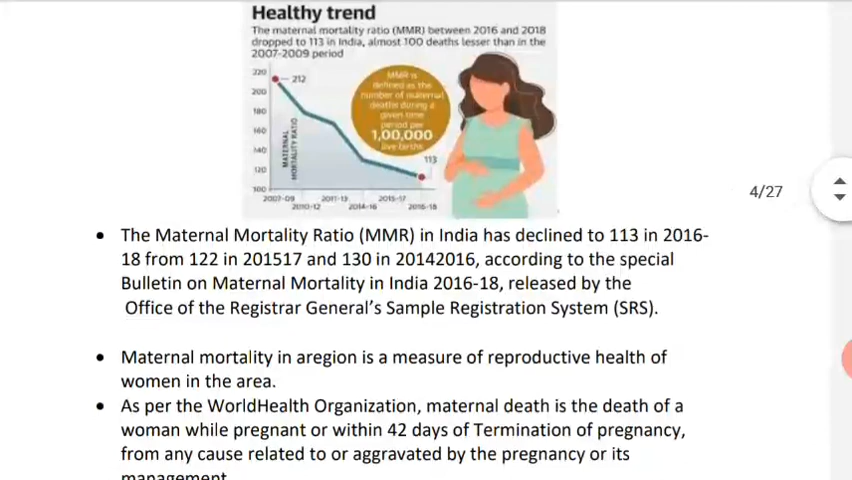 Healthy trend
The maternal mortality ratio (MMR) between 2016 and 2018
dropped to 113 in India, almost 100 deaths lesser than in the
2007-2009 period
220
212
200
180
160
140
120
100
MATERNAL
MORTALITY RATIO
MMR is
defined as the
number of maternal
deaths during a
given time
period per
1,00,000
live births
113
2007-09
2010-12
2011-13
2014-16
2015-17
2016-18
4/27
• The Maternal Mortality Ratio (MMR) in India has declined to 113 in 2016-
18 from 122 in 201517 and 130 in 20142016, according to the special
Bulletin on Maternal Mortality in India 2016-18, released by the
Office of the Registrar General’s Sample Registration System (SRS).
• Maternal mortality in aregion is a measure of reproductive health of
women in the area.
• As per the WorldHealth Organization, maternal death is the death of a
woman while pregnant or within 42 days of Termination of pregnancy,
from any cause related to or aggravated by the pregnancy or its
management